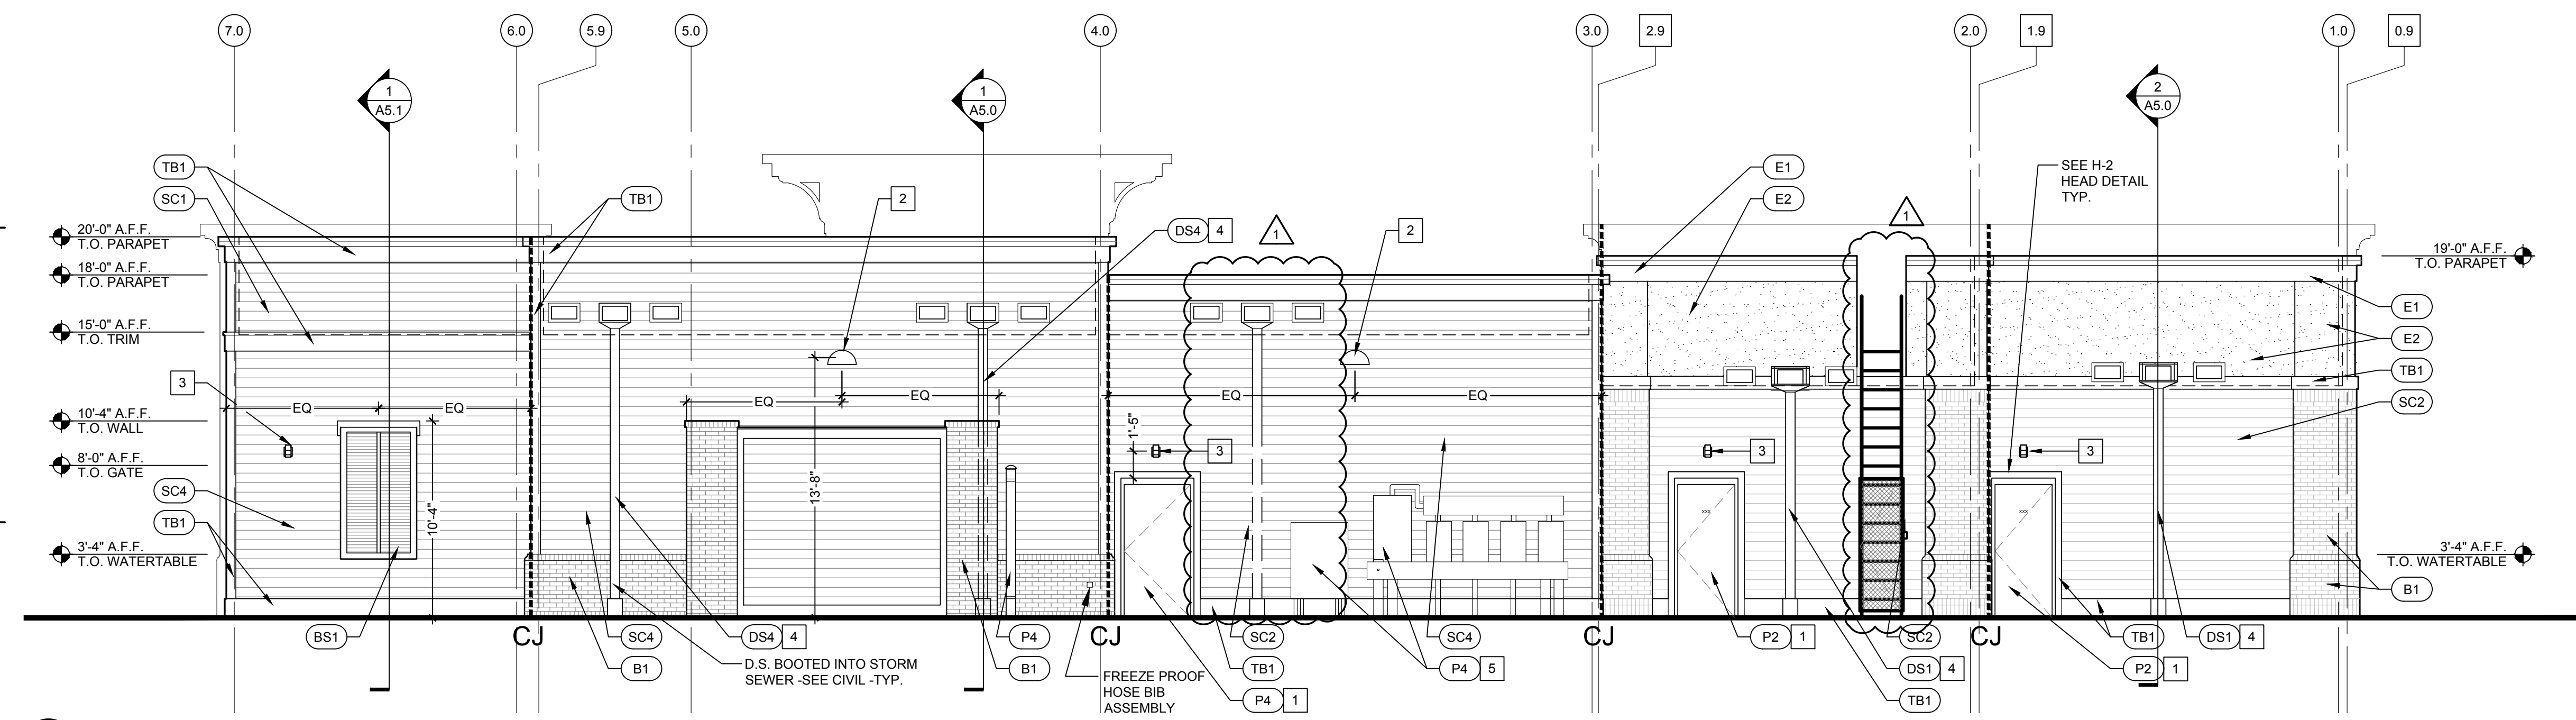 7.0
6.0
5.9
5.0
4.0
3.0
2.9
2.0
1.9
1.0
0.9
1
A5.1
1
A5.0
2
A5.0
TB1
SC1
TB1
2
DS4 4
1
2
E1
E2
1
SEE H-2
HEAD DETAIL
TYP.
20'-0" A.F.F.
T.O. PARAPET
18'-0" A.F.F.
T.O. PARAPET
15'-0" A.F.F.
T.O. TRIM
10'-4" A.F.F.
T.O. WALL
8'-0" A.F.F.
T.O. GATE
3'-4" A.F.F.
T.O. WATERTABLE
19'-0" A.F.F.
T.O. PARAPET
E1
E2
TB1
SC2
3'-4" A.F.F.
T.O. WATERTABLE
B1
3
EQ
EQ
EQ
EQ
EQ
EQ
SC4
TB1
10'-4"
13'-8"
1'-5"
3
3
3
xxx
xxx
BS1
CJ
SC4
B1
DS4 4
D.S. BOOTED INTO STORM
SEWER -SEE CIVIL -TYP.
P4
B1
FREEZE PROOF
HOSE BIB
ASSEMBLY
CJ
SC2
TB1
P4 1
SC4
P4 5
CJ
P2 1
SC2
DS1 4
TB1
CJ
TB1
P2 1
DS1 4